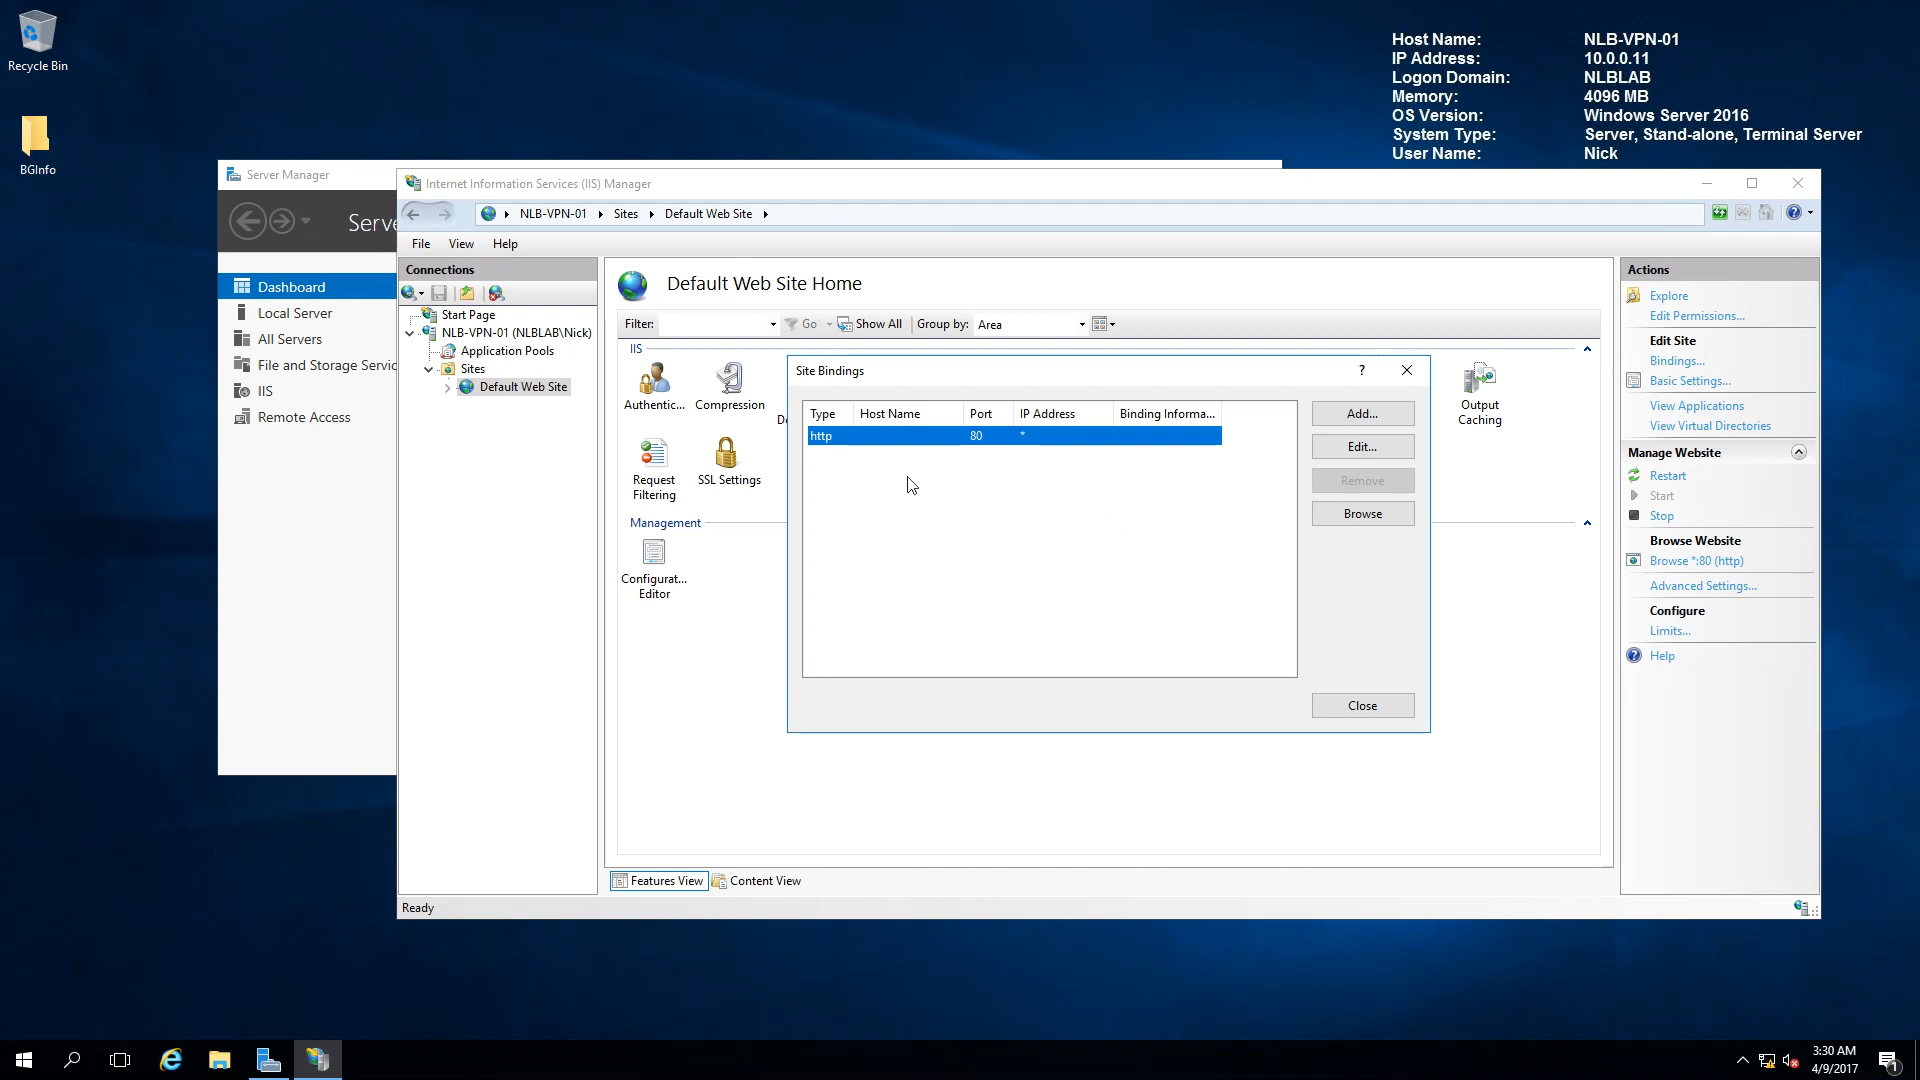 Recycle Bin
BGInfo
Host Name: NLB-VPN-01
IP Address: 10.0.0.11
Logon Domain: NLBLAB
Memory: 4096 MB
OS Version: Windows Server 2016
System Type: Server, Stand-alone, Terminal Server
User Name: Nick
Server Manager
Serve
Dashboard
Local Server
All Servers
File and Storage Servic
IIS
Remote Access
Internet Information Services (IIS) Manager
NLB-VPN-01 Sites Default Web Site
File View Help
Connections
Start Page
NLB-VPN-01 (NLBLAB\Nick)
Application Pools
Sites
Default Web Site
Default Web Site Home
Filter: Go Show All Group by: Area
IIS
Authentic...
Compression
Output
Caching
Request
Filtering
SSL Settings
Management
Configurat...
Editor
Site Bindings
Type Host Name Port IP Address Binding Informa...
http 80 *
Add...
Edit...
Remove
Browse
Close
Features View Content View
Ready
Actions
Explore
Edit Permissions...
Edit Site
Bindings...
Basic Settings...
View Applications
View Virtual Directories
Manage Website
Restart
Start
Stop
Browse Website
Browse *:80 (http)
Advanced Settings...
Configure
Limits...
Help
3:30 AM
4/9/2017
1